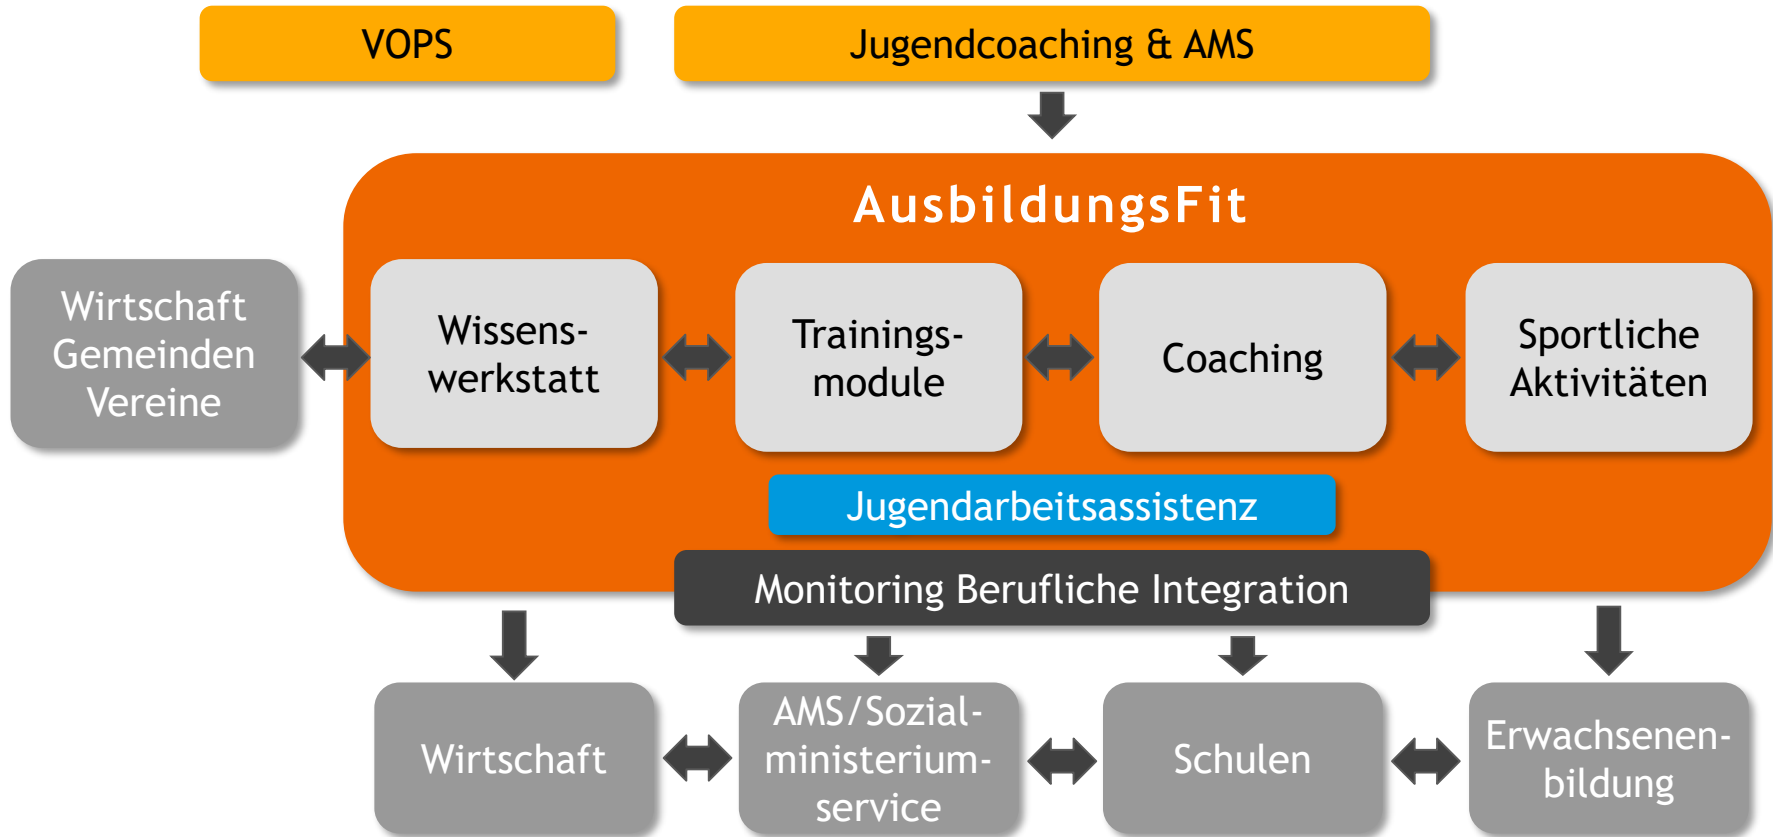 VOPS
Jugendcoaching & AMS
AusbildungsFit
Wirtschaft
Gemeinden
Vereine
Wissens-
werkstatt
Trainings-
module
Coaching
Sportliche
Aktivitäten
Jugendarbeitsassistenz
Monitoring Berufliche Integration
Wirtschaft
AMS/Sozial-
ministerium-
service
Schulen
Erwachsenen-
bildung